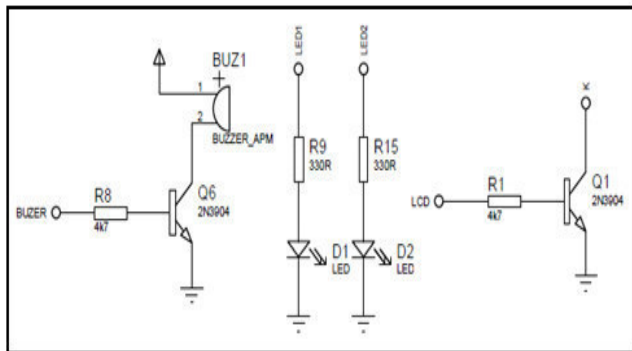 BUZ1
+
1
2
BUZZER_APM
BUZER
R8
4k7
Q6
2N3904
LED1
R9
330R
D1
LED
LED2
R15
330R
D2
LED
LCD
R1
4k7
K
Q1
2N3904